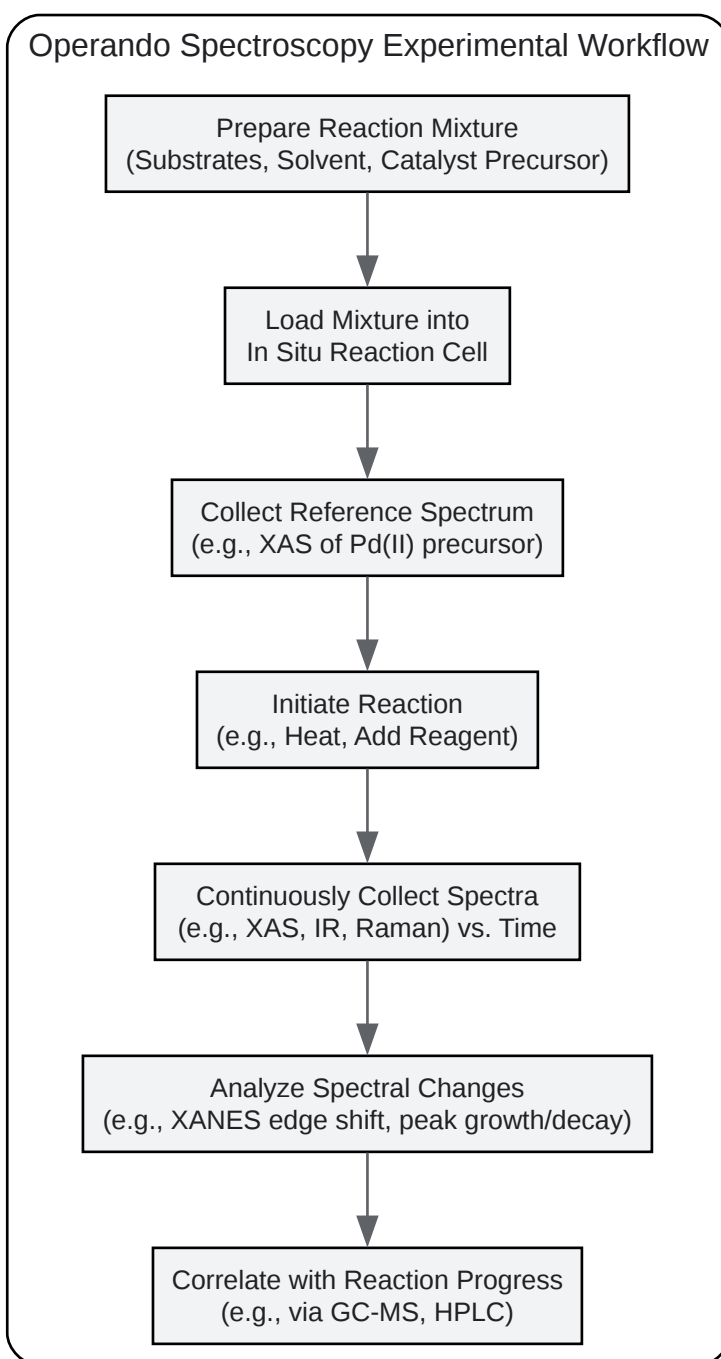 Operando Spectroscopy Experimental Workflow
Prepare Reaction Mixture
(Substrates, Solvent, Catalyst Precursor)
Load Mixture into
In Situ Reaction Cell
Collect Reference Spectrum
(e.g., XAS of Pd(II) precursor)
Initiate Reaction
(e.g., Heat, Add Reagent)
Continuously Collect Spectra
(e.g., XAS, IR, Raman) vs. Time
Analyze Spectral Changes
(e.g., XANES edge shift, peak growth/decay)
Correlate with Reaction Progress
(e.g., via GC-MS, HPLC)